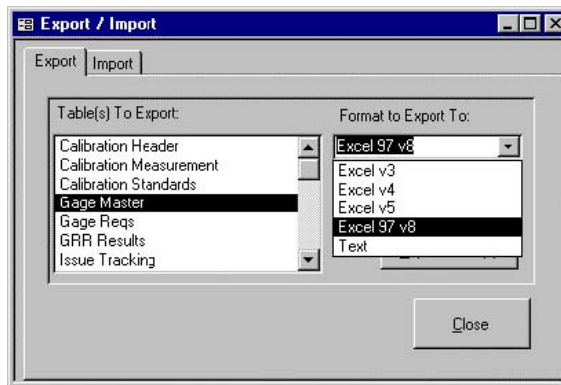 Export / Import
Export
Import
Table(s) To Export:
Calibration Header
Calibration Measurement
Calibration Standards
Gage Master
Gage Reqs
GRR Results
Issue Tracking
Format to Export To:
Excel 97 v8
Excel v3
Excel v4
Excel v5
Excel 97 v8
Text
Close